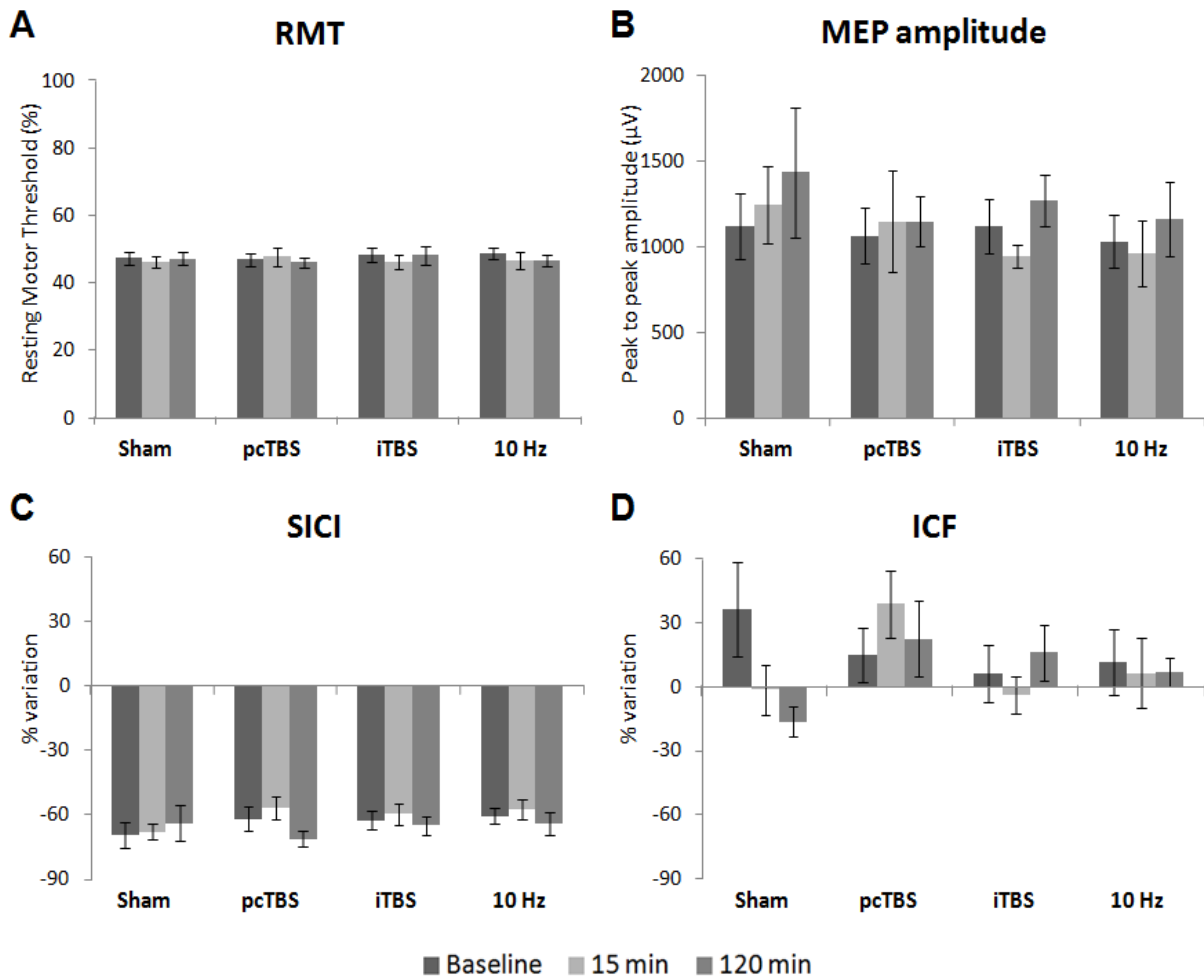 A
RMT
Resting Motor Threshold (%)
100
80
60
40
20
0
Sham pcTBS iTBS 10 Hz
B
MEP amplitude
Peak to peak amplitude (µV)
2000
1500
1000
500
0
Sham pcTBS iTBS 10 Hz
C
SICI
% variation
60
30
0
-30
-60
-90
Sham pcTBS iTBS 10 Hz
D
ICF
% variation
60
30
0
-30
-60
-90
Sham pcTBS iTBS 10 Hz
Baseline 15 min 120 min